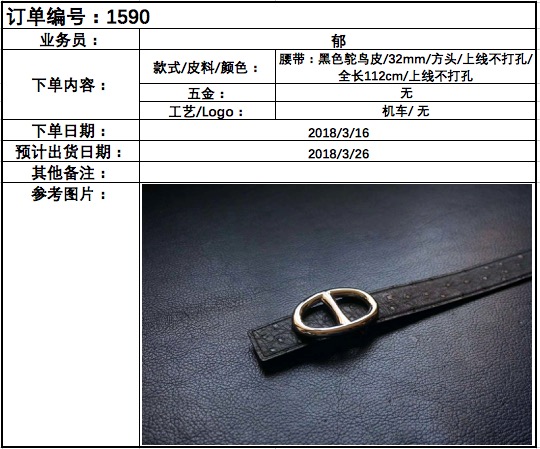 订单编号：1590
业务员：
郁
下单内容：
款式/皮料/颜色：
腰带：黑色鸵鸟皮/32mm/方头/上线不打孔/
全长112cm/上线不打孔
五金：
无
工艺/Logo：
机车/ 无
下单日期：
2018/3/16
预计出货日期：
2018/3/26
其他备注：
参考图片：